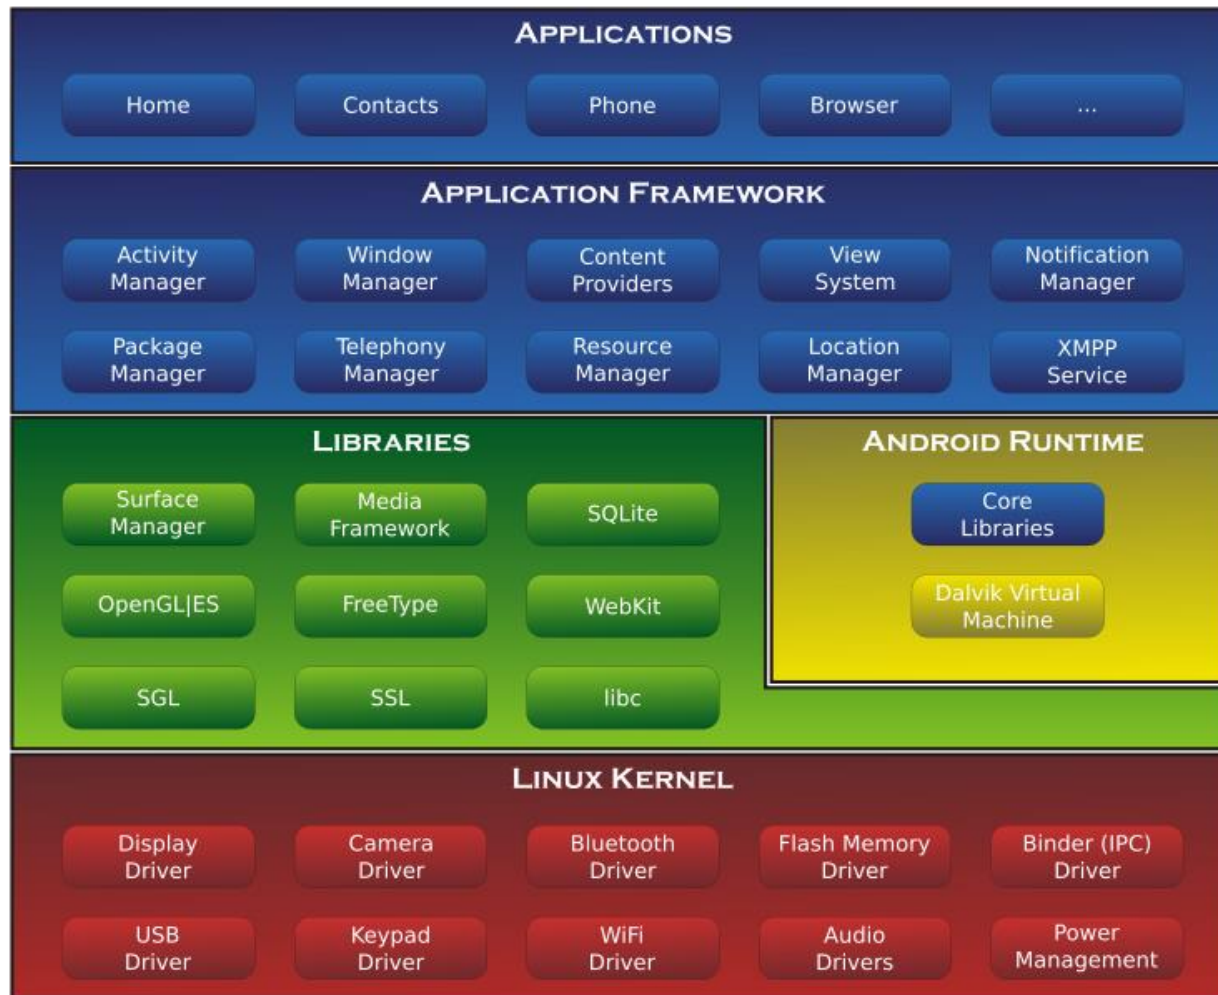 APPLICATIONS
Home
Contacts
Phone
Browser
...
APPLICATION FRAMEWORK
Activity
Manager
Window
Manager
Content
Providers
View
System
Notification
Manager
Package
Manager
Telephony
Manager
Resource
Manager
Location
Manager
XMPP
Service
LIBRARIES
Surface
Manager
Media
Framework
SQLite
OpenGL|ES
FreeType
WebKit
SGL
SSL
libc
ANDROID RUNTIME
Core
Libraries
Dalvik Virtual
Machine
LINUX KERNEL
Display
Driver
Camera
Driver
Bluetooth
Driver
Flash Memory
Driver
Binder (IPC)
Driver
USB
Driver
Keypad
Driver
WiFi
Driver
Audio
Drivers
Power
Management